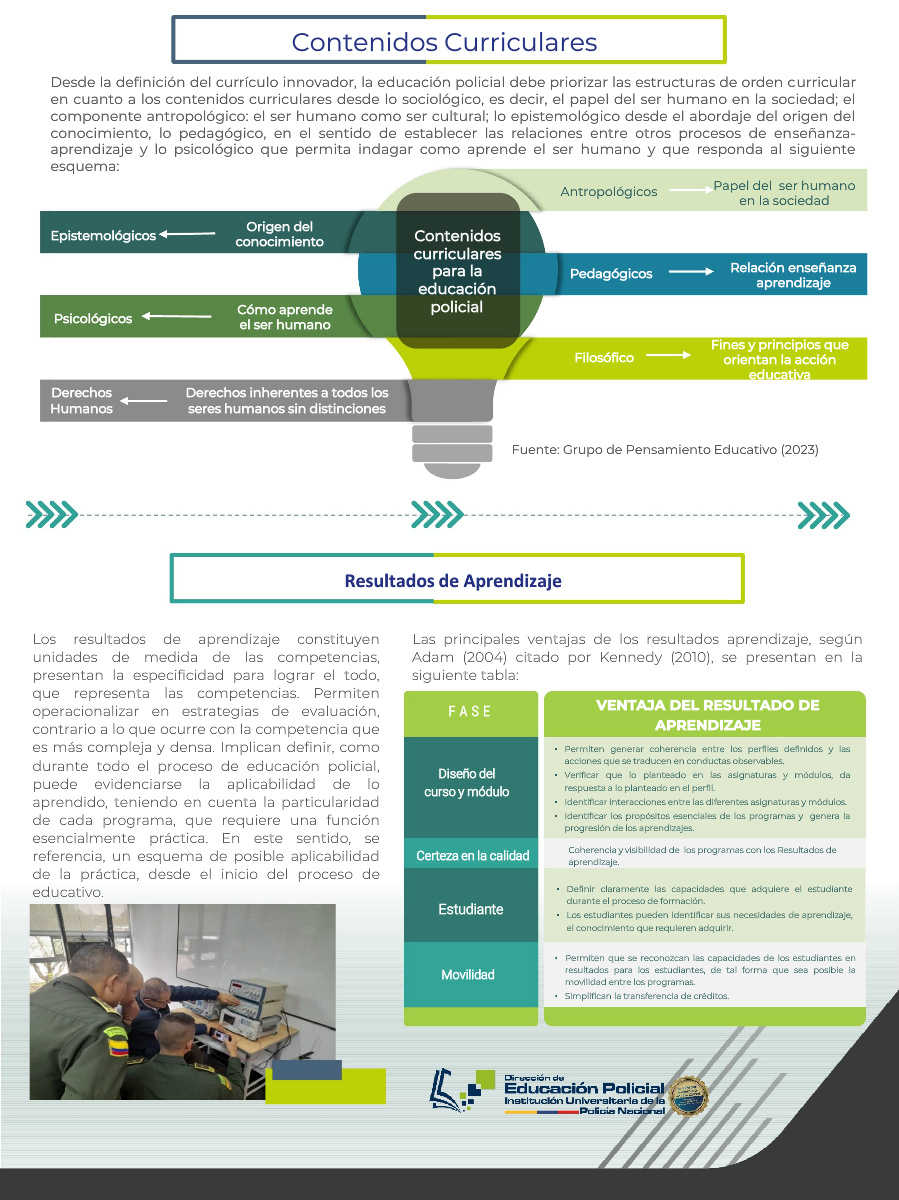 Contenidos Curriculares
Desde la definición del currículo innovador, la educación policial debe priorizar las estructuras de orden curricular
en cuanto a los contenidos curriculares desde lo sociológico, es decir, el papel del ser humano en la sociedad; el
componente antropológico: el ser humano como ser cultural; lo epistemológico desde el abordaje del origen del
conocimiento, lo pedagógico, en el sentido de establecer las relaciones entre otros procesos de enseñanza-
aprendizaje y lo psicológico que permita indagar como aprende el ser humano y que responda al siguiente
esquema:
Antropológicos
Papel del ser humano
en la sociedad
Epistemológicos
Origen del
conocimiento
Contenidos
curriculares
para la
educación
policial
Pedagógicos
Relación enseñanza
aprendizaje
Psicológicos
Cómo aprende
el ser humano
Filosófico
Fines y principios que
orientan la acción
educativa
Derechos
Humanos
Derechos inherentes a todos los
seres humanos sin distinciones
Fuente: Grupo de Pensamiento Educativo (2023)
Resultados de Aprendizaje
Los resultados de aprendizaje constituyen
unidades de medida de las competencias,
presentan la especificidad para lograr el todo,
que representa las competencias. Permiten
operacionalizar en estrategias de evaluación,
contrario a lo que ocurre con la competencia que
es más compleja y densa. Implican definir, como
durante todo el proceso de educación policial,
puede evidenciarse la aplicabilidad de lo
aprendido, teniendo en cuenta la particularidad
de cada programa, que requiere una función
esencialmente práctica. En este sentido, se
referencia, un esquema de posible aplicabilidad
de la práctica, desde el inicio del proceso de
educativo.
Las principales ventajas de los resultados aprendizaje, según
Adam (2004) citado por Kennedy (2010), se presentan en la
siguiente tabla:
FASE
VENTAJA DEL RESULTADO DE
APRENDIZAJE
Diseño del
curso y módulo
• Permiten generar coherencia entre los perfiles definidos y las
acciones que se traducen en conductas observables.
• Verificar que lo planteado en las asignaturas y módulos, da
respuesta a lo planteado en el perfil.
• Identificar interacciones entre las diferentes asignaturas y módulos.
• Identificar los propósitos esenciales de los programas y genera la
progresión de los aprendizajes.
Certeza en la calidad
Coherencia y visibilidad de los programas con los Resultados de
aprendizaje.
Estudiante
• Definir claramente las capacidades que adquiere el estudiante
durante el proceso de formación.
• Los estudiantes pueden identificar sus necesidades de aprendizaje,
el conocimiento que requieren adquirir.
Movilidad
• Permiten que se reconozcan las capacidades de los estudiantes en
resultados para los estudiantes, de tal forma que sea posible la
movilidad entre los programas.
• Simplifican la transferencia de créditos.
Dirección de
Educación Policial
Institución Universitaria de la
Policía Nacional